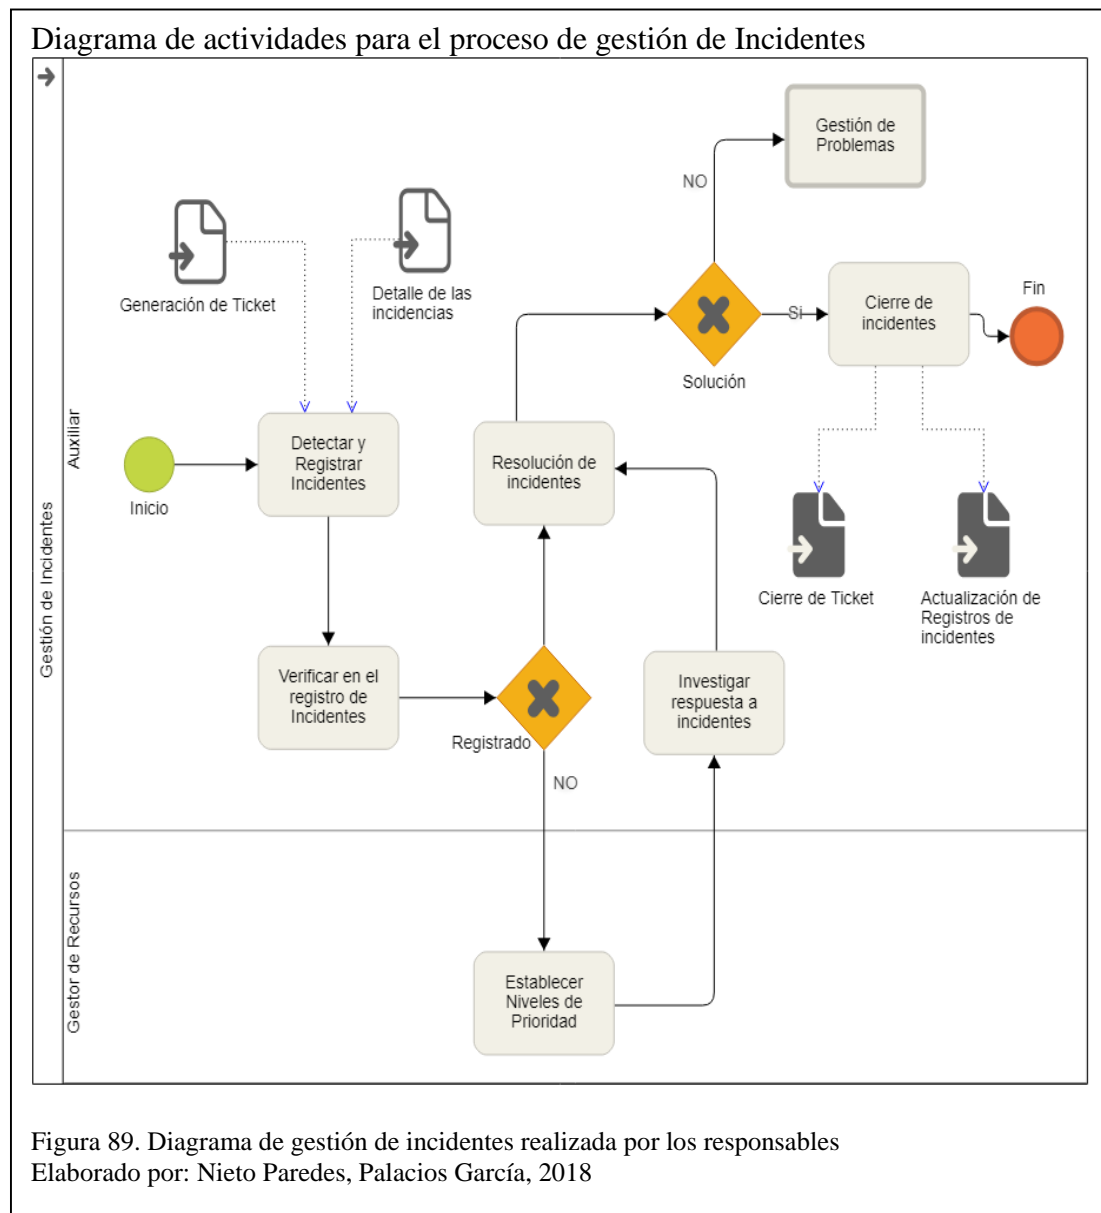 Diagrama de actividades para el proceso de gestión de Incidentes
Gestión de
Problemas
NO
Generación de Ticket
Detalle de las
incidencias
Fin
Si
Cierre de
incidentes
Solución
Auxiliar
Inicio
Detectar y
Registrar
Incidentes
Resolución de
incidentes
Gestión de Incidentes
Cierre de Ticket
Actualización de
Registros de
incidentes
Verificar en el
registro de
Incidentes
Registrado
Investigar
respuesta a
incidentes
NO
Gestor de Recursos
Establecer
Niveles de
Prioridad
Figura 89. Diagrama de gestión de incidentes realizada por los responsables
Elaborado por: Nieto Paredes, Palacios García, 2018